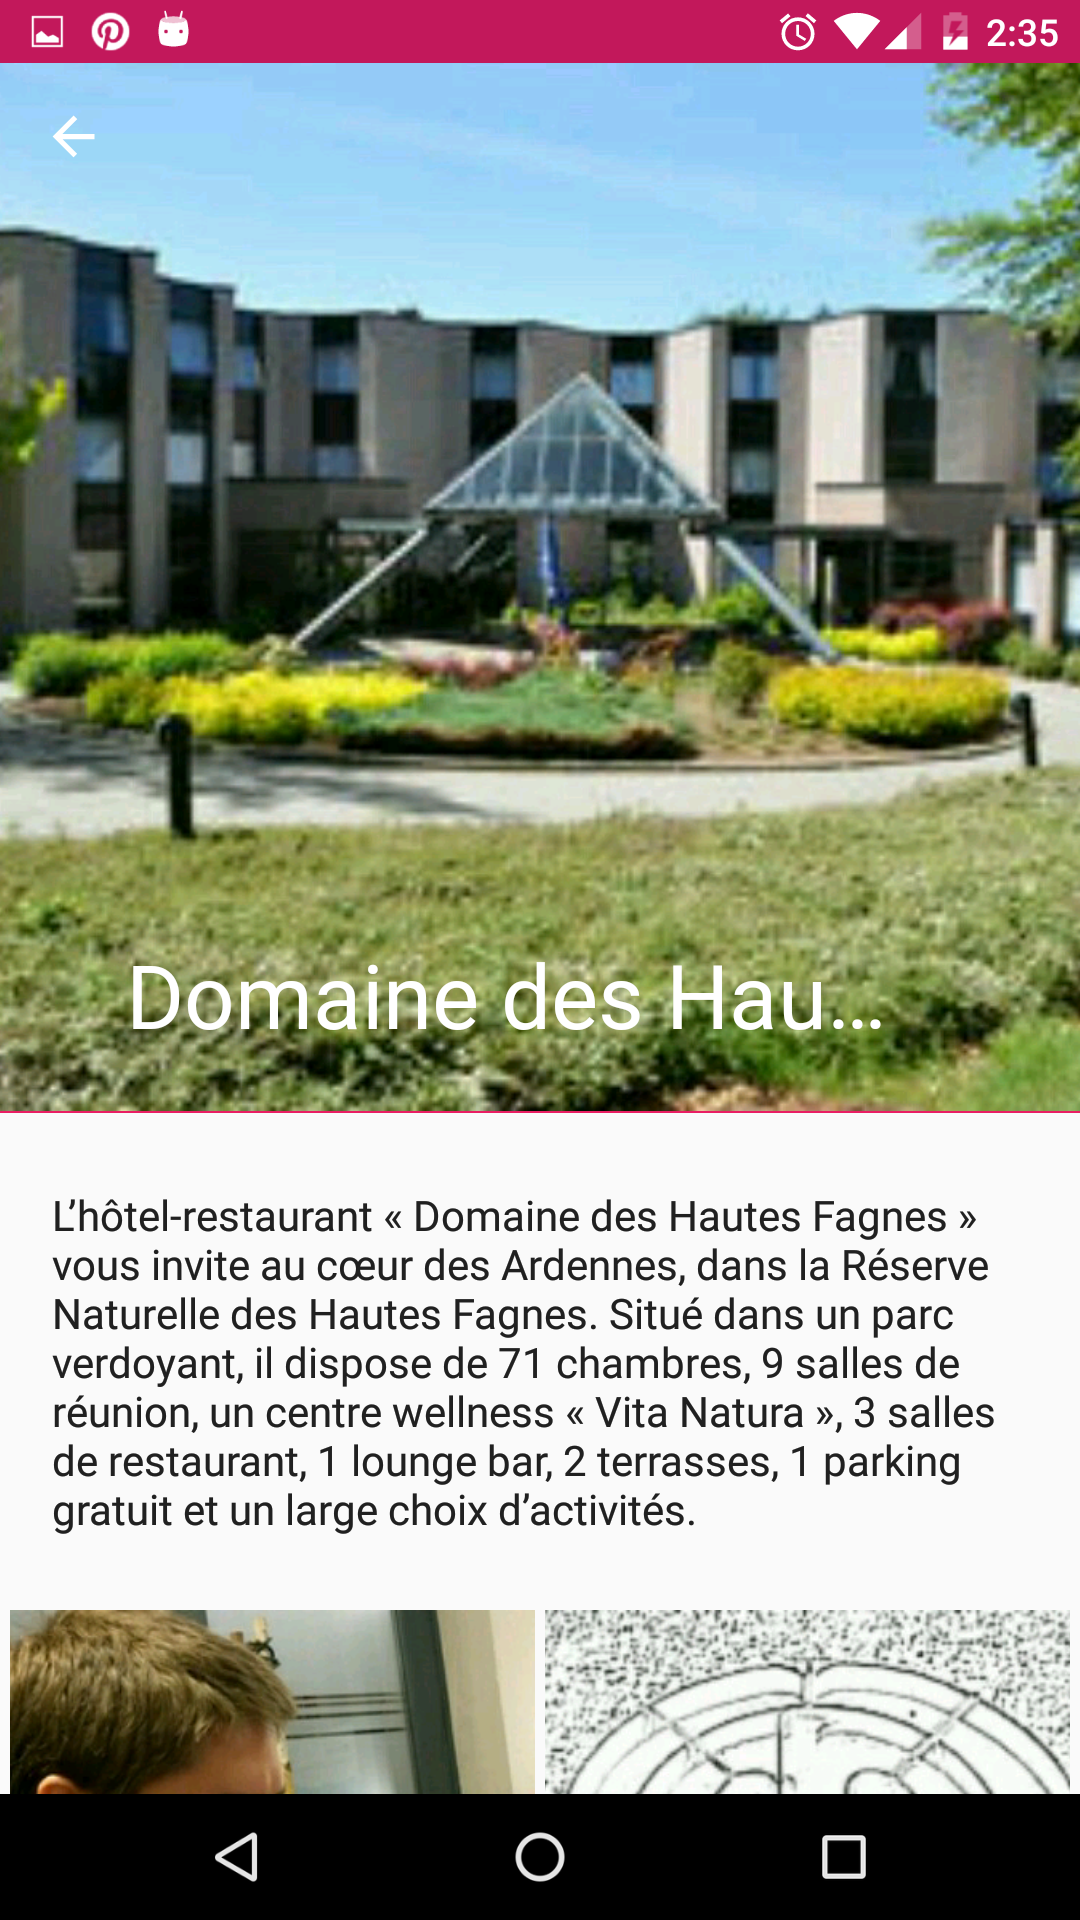 2:35
Domaine des Hau...
L’hôtel-restaurant « Domaine des Hautes Fagnes »
vous invite au cœur des Ardennes, dans la Réserve
Naturelle des Hautes Fagnes. Situé dans un parc
verdoyant, il dispose de 71 chambres, 9 salles de
réunion, un centre wellness « Vita Natura », 3 salles
de restaurant, 1 lounge bar, 2 terrasses, 1 parking
gratuit et un large choix d’activités.